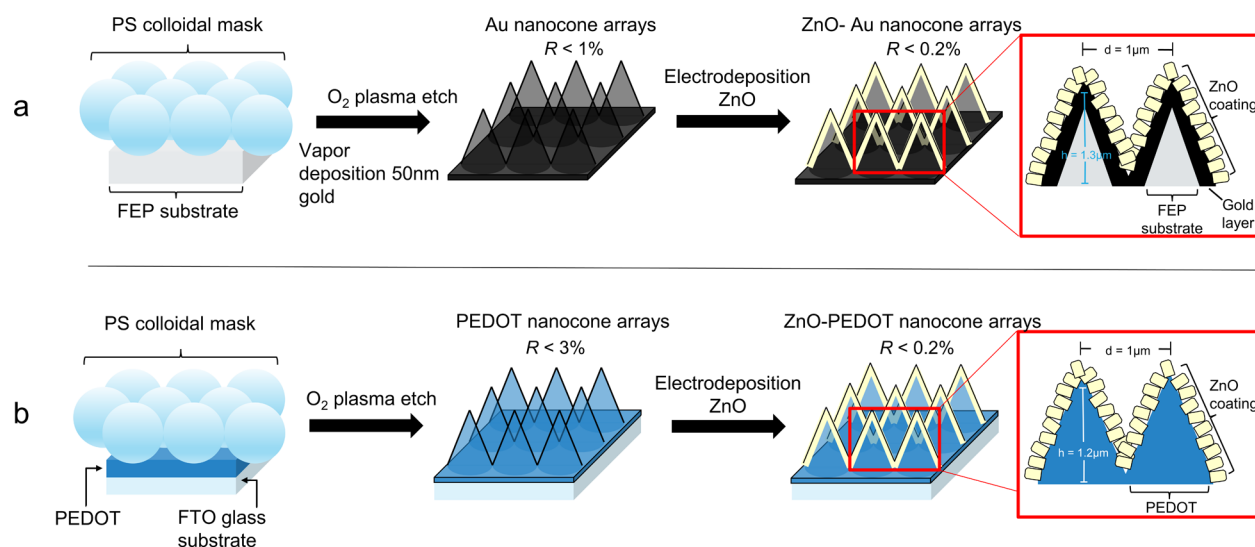 a
PS colloidal mask
FEP substrate
O₂ plasma etch
Vapor
deposition 50nm
gold
Au nanocone arrays
R < 1%
Electrodeposition
ZnO
ZnO- Au nanocone arrays
R < 0.2%
d = 1μm
ZnO
coating
h = 1.3μm
FEP
substrate
Gold
layer
b
PS colloidal mask
PEDOT
FTO glass
substrate
O₂ plasma etch
PEDOT nanocone arrays
R < 3%
Electrodeposition
ZnO
ZnO-PEDOT nanocone arrays
R < 0.2%
d = 1μm
ZnO
coating
h = 1.2μm
PEDOT